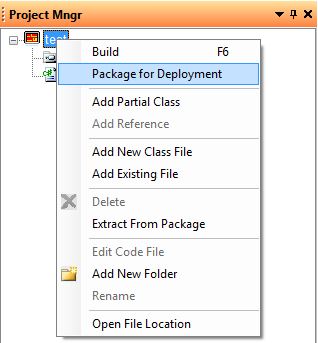 Project Mngr
test
Build F6
Package for Deployment
Add Partial Class
Add Reference
Add New Class File
Add Existing File
Delete
Extract From Package
Edit Code File
Add New Folder
Rename
Open File Location